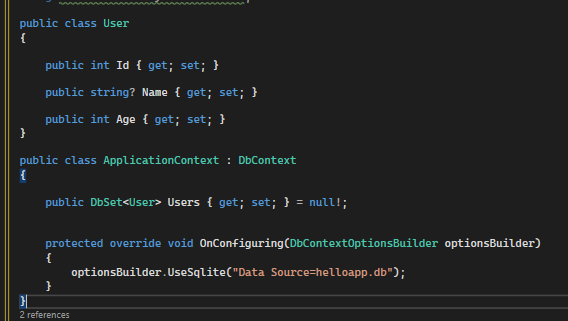 public class User
{
public int Id { get; set; }
public string? Name { get; set; }
public int Age { get; set; }
}
public class ApplicationContext : DbContext
{
public DbSet<User> Users { get; set; } = null!;
protected override void OnConfiguring(DbContextOptionsBuilder optionsBuilder)
{
optionsBuilder.UseSqlite("Data Source=helloapp.db");
}
}
2 references